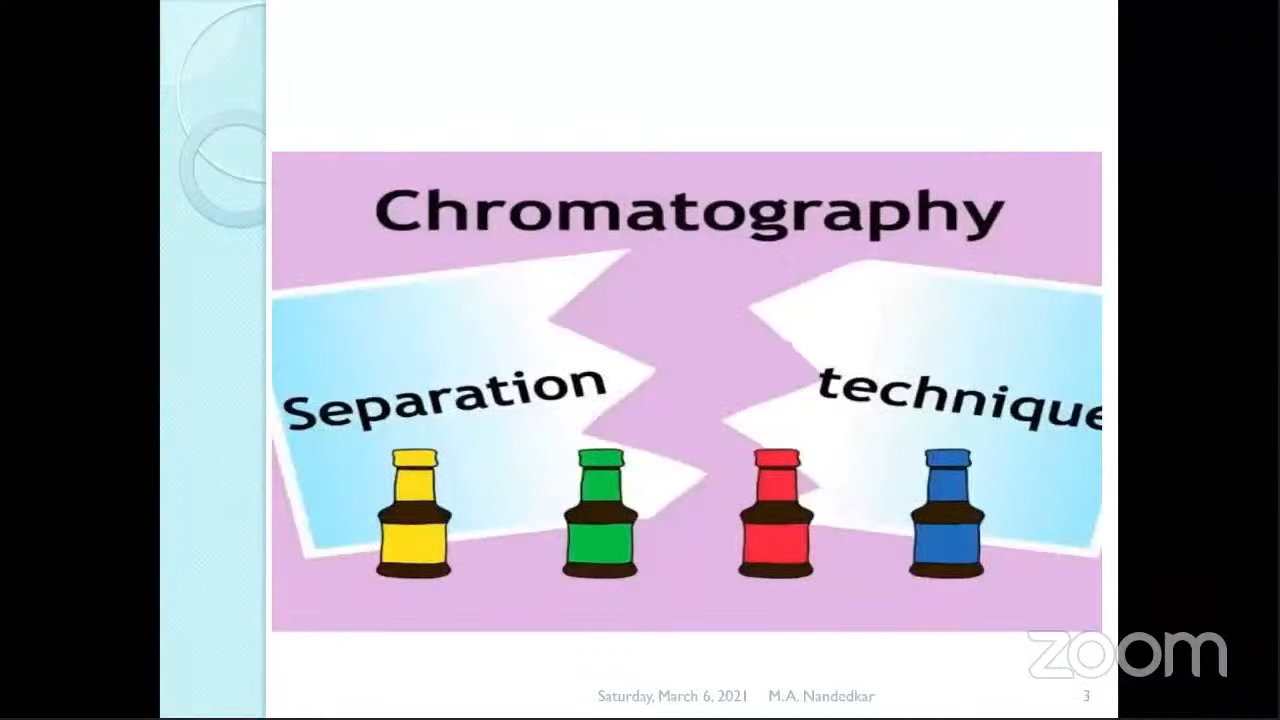 Chromatography
Separation technique
zoom
Saturday, March 6, 2021 M.A. Nandedkar 3